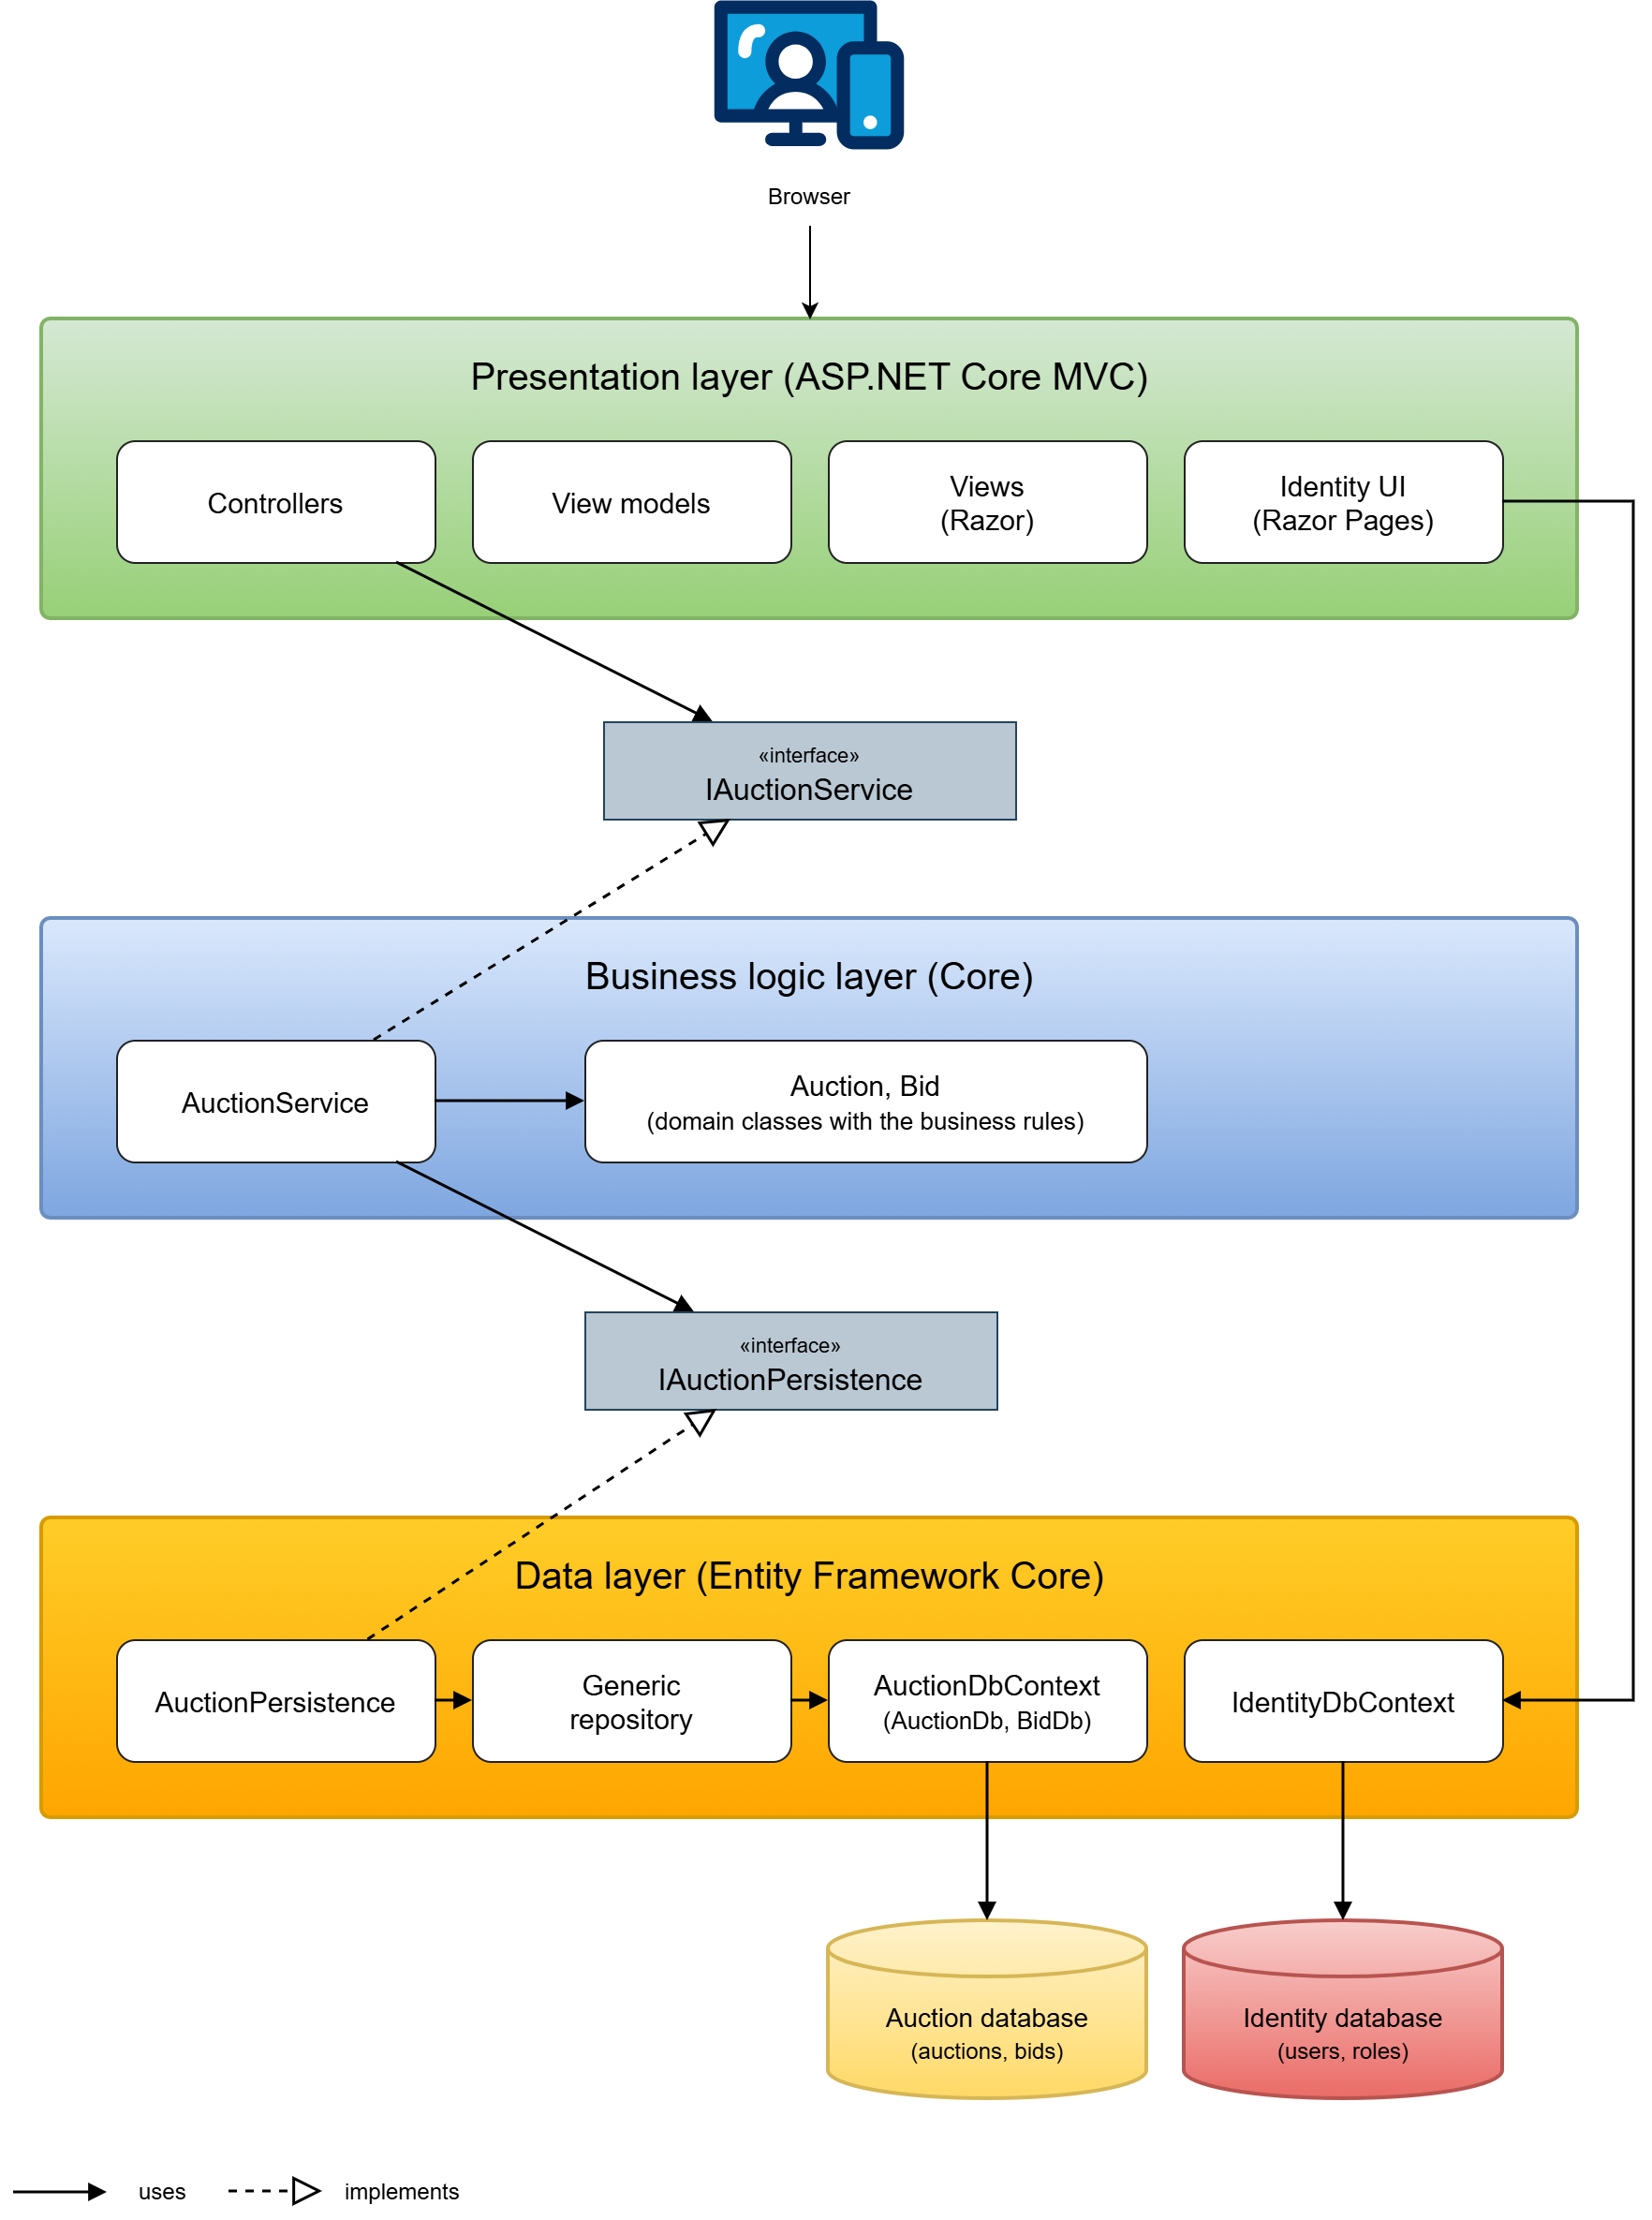 Browser
Presentation layer (ASP.NET Core MVC)
Controllers
View models
Views
(Razor)
Identity UI
(Razor Pages)
«interface»
IAuctionService
Business logic layer (Core)
AuctionService
Auction, Bid
(domain classes with the business rules)
«interface»
IAuctionPersistence
Data layer (Entity Framework Core)
AuctionPersistence
Generic
repository
AuctionDbContext
(AuctionDb, BidDb)
IdentityDbContext
Auction database
(auctions, bids)
Identity database
(users, roles)
uses
implements